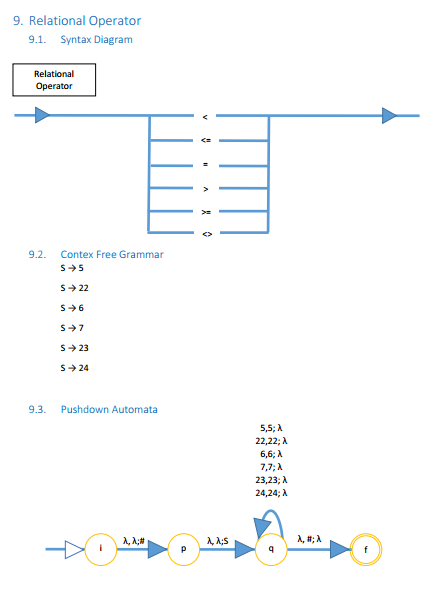 9. Relational Operator
9.1. Syntax Diagram
Relational
Operator
<
<=
=
>
>=
<>
9.2. Contex Free Grammar
S → 5
S → 22
S → 6
S → 7
S → 23
S → 24
9.3. Pushdown Automata
5,5; λ
22,22; λ
6,6; λ
7,7; λ
23,23; λ
24,24; λ
i λ, λ;# p λ, λ;S q λ, #; λ f